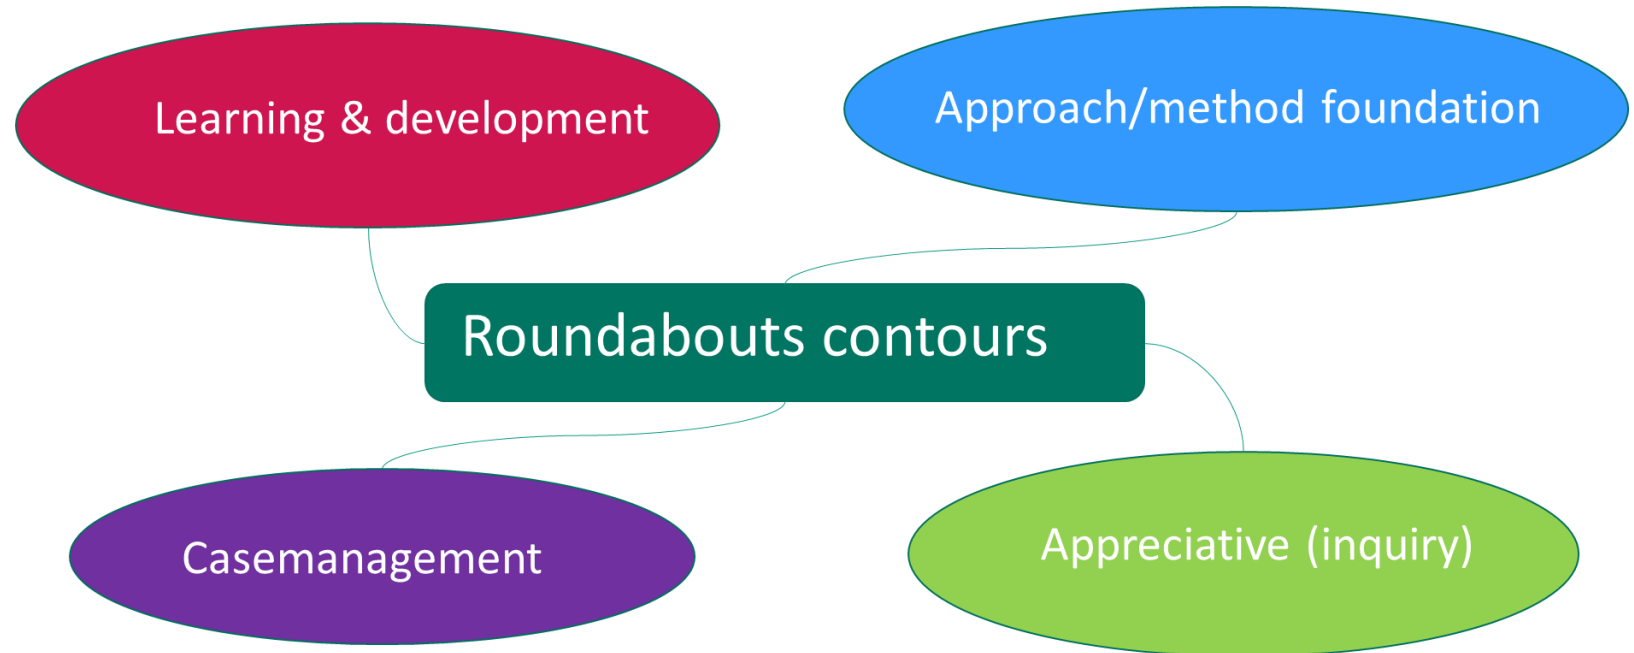 Learning & development
Approach/method foundation
Roundabouts contours
Casemanagement
Appreciative (inquiry)